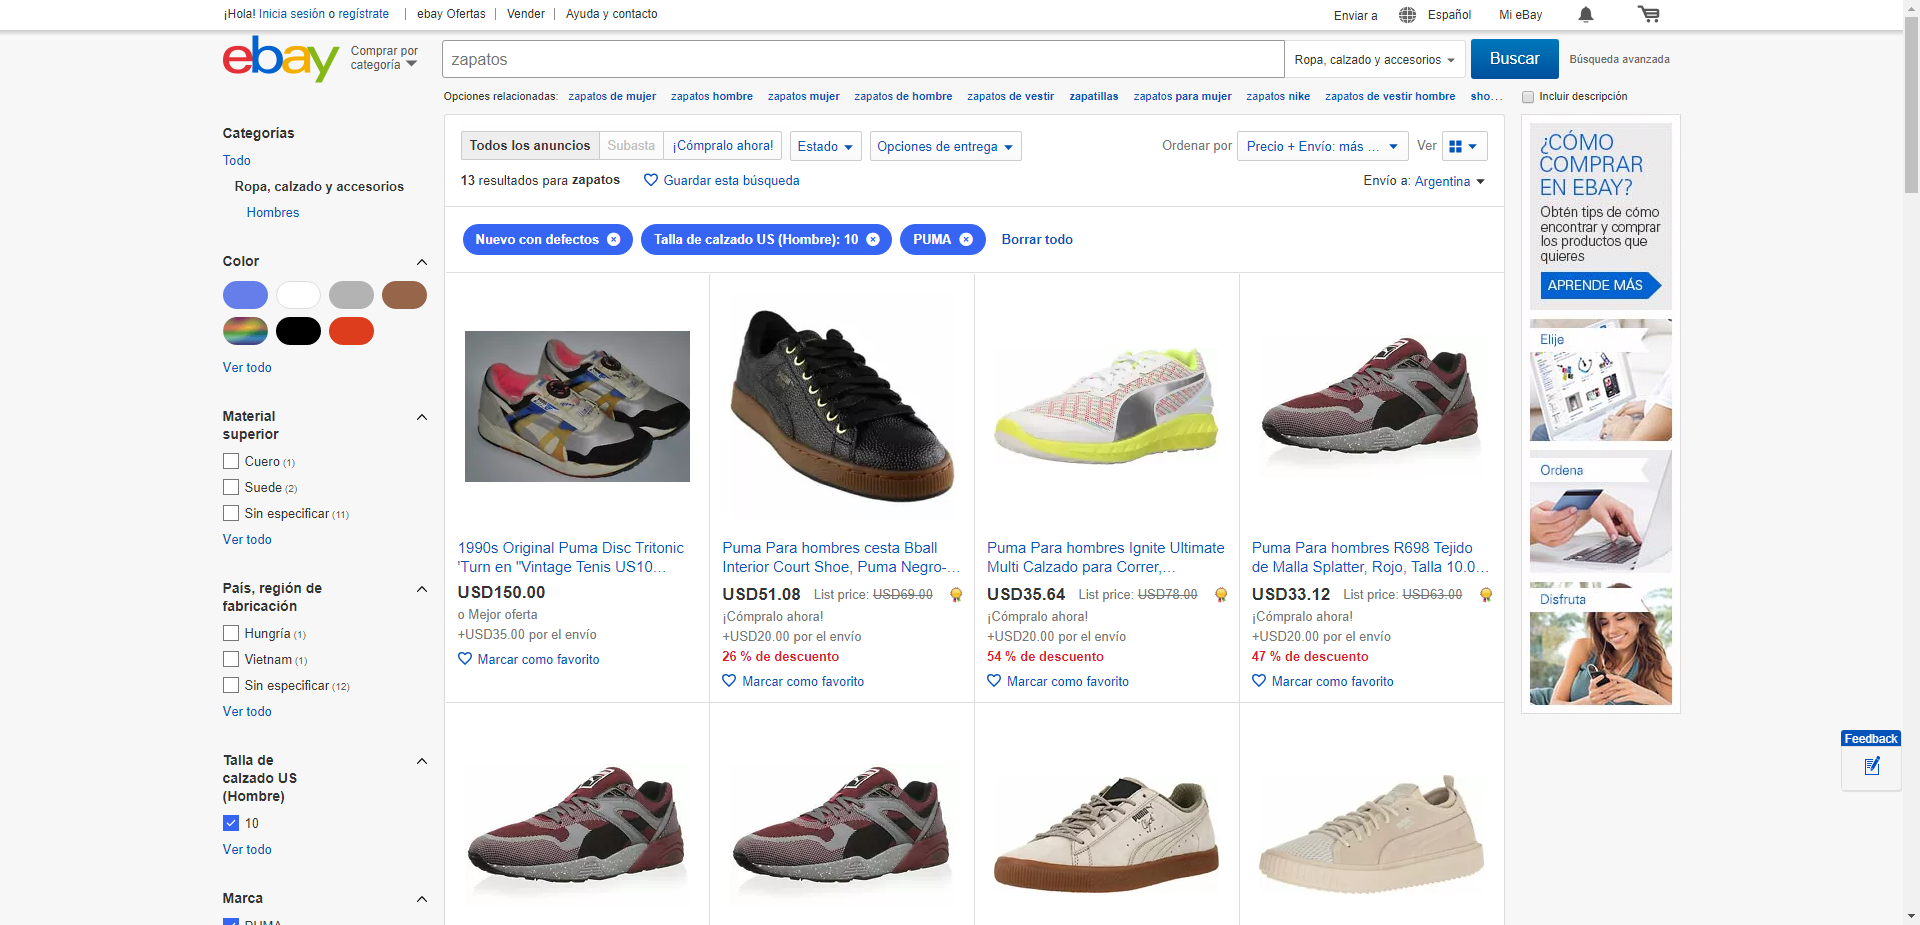 ¡Hola! Inicia sesión o regístrate
ebay Ofertas
Vender
Ayuda y contacto
Enviar a
Español
Mi eBay
ebay
Comprar por
categoría
zapatos
Ropa, calzado y accesorios
Buscar
Búsqueda avanzada
Opciones relacionadas: zapatos de mujer zapatos hombre zapatos mujer zapatos de hombre zapatos de vestir zapatillas zapatos para mujer zapatos nike zapatos de vestir hombre sho...
Incluir descripción
Categorías
Todo
Ropa, calzado y accesorios
Hombres
Color
Ver todo
Material
superior
Cuero (1)
Suede (2)
Sin especificar (11)
Ver todo
País, región de
fabricación
Hungría (1)
Vietnam (1)
Sin especificar (12)
Ver todo
Talla de
calzado US
(Hombre)
10
Ver todo
Marca
PUMA
Todos los anuncios
Subasta
¡Cómpralo ahora!
Estado
Opciones de entrega
Ordenar por
Precio + Envío: más ...
Ver
13 resultados para zapatos
Guardar esta búsqueda
Envío a: Argentina
Nuevo con defectos
Talla de calzado US (Hombre): 10
PUMA
Borrar todo
1990s Original Puma Disc Tritonic
'Turn en "Vintage Tenis US10...
USD150.00
o Mejor oferta
+USD35.00 por el envío
Marcar como favorito
Puma Para hombres cesta Bball
Interior Court Shoe, Puma Negro-...
USD51.08 List price: USD69.00
¡Cómpralo ahora!
+USD20.00 por el envío
26 % de descuento
Marcar como favorito
Puma Para hombres Ignite Ultimate
Multi Calzado para Correr,...
USD35.64 List price: USD78.00
¡Cómpralo ahora!
+USD20.00 por el envío
54 % de descuento
Marcar como favorito
Puma Para hombres R698 Tejido
de Malla Splatter, Rojo, Talla 10.0...
USD33.12 List price: USD63.00
¡Cómpralo ahora!
+USD20.00 por el envío
47 % de descuento
Marcar como favorito
¿CÓMO
COMPRAR
EN EBAY?
Obtén tips de cómo
encontrar y comprar
los productos que
quieres
APRENDE MÁS
Elije
Ordena
Disfruta
Feedback